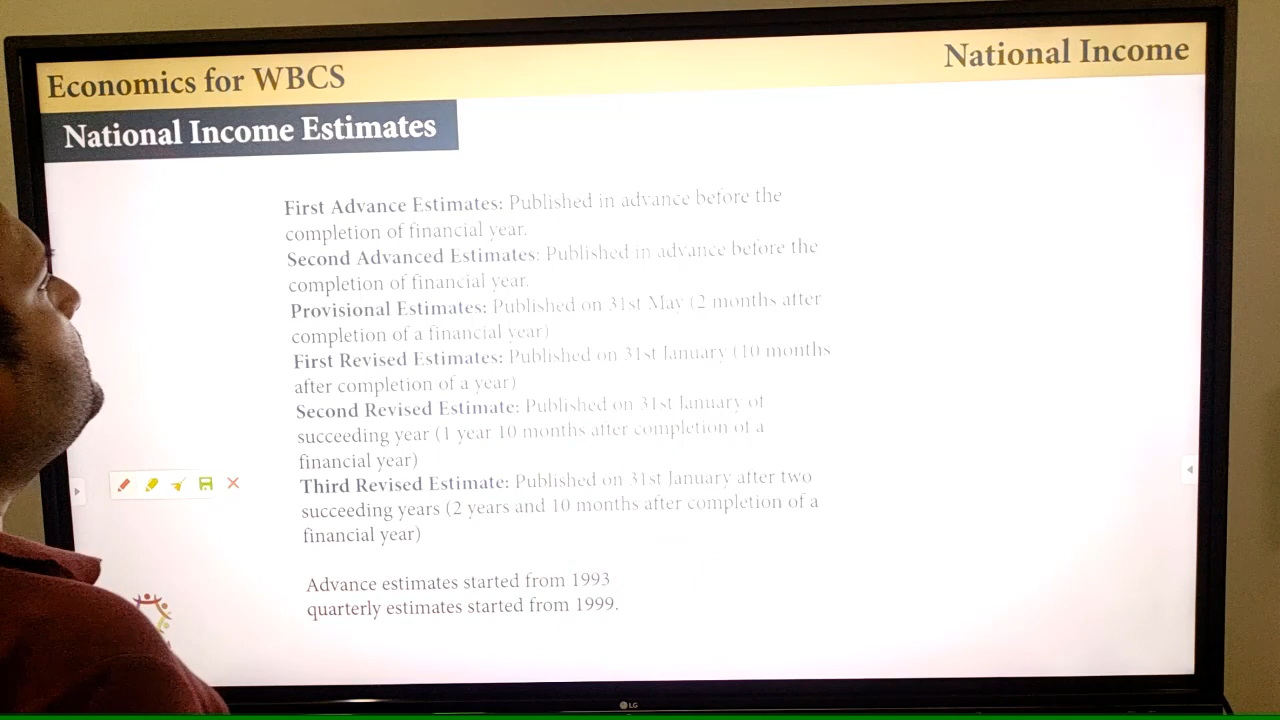 Economics for WBCS
National Income
National Income Estimates
First Advance Estimates: Published in advance before the
completion of financial year.
Second Advanced Estimates: Published in advance before the
completion of financial year.
Provisional Estimates: Published on 31st May (2 months after
completion of a financial year)
First Revised Estimates: Published on 31st January (10 months
after completion of a year)
Second Revised Estimate: Published on 31st January of
succeeding year (1 year 10 months after completion of a
financial year)
Third Revised Estimate: Published on 31st January after two
succeeding years (2 years and 10 months after completion of a
financial year)
Advance estimates started from 1993
quarterly estimates started from 1999.
LG